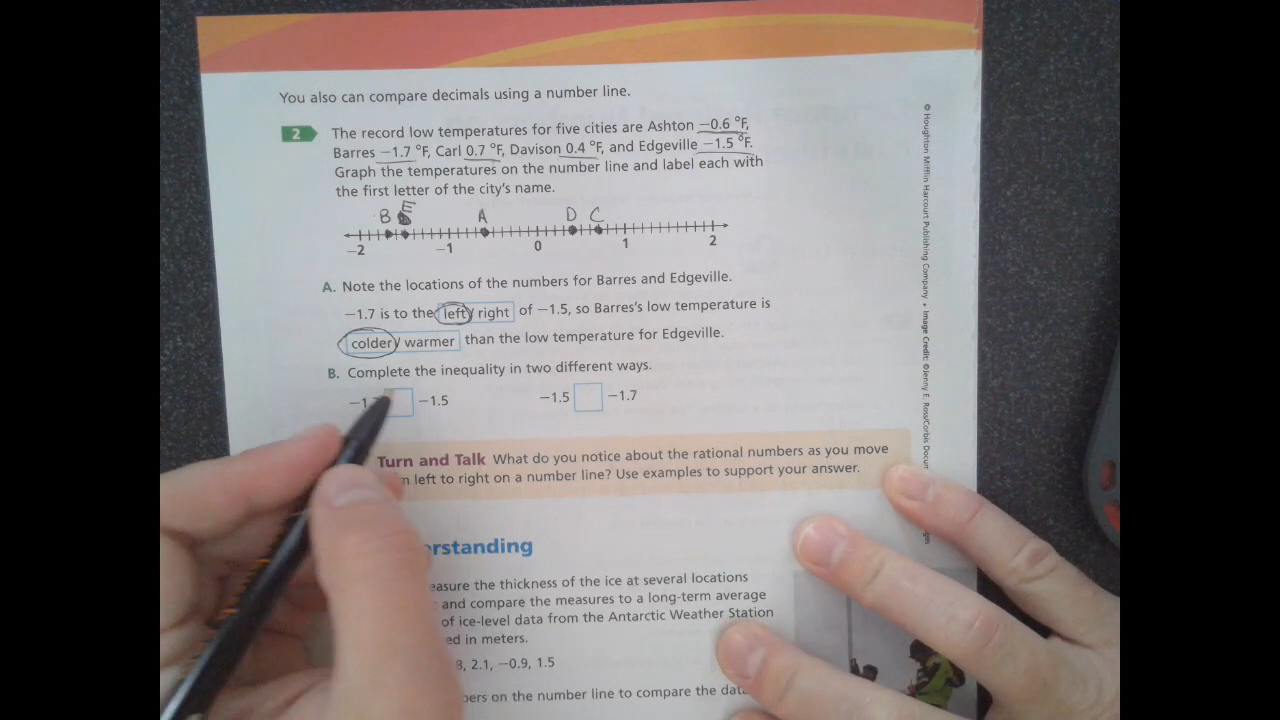 You also can compare decimals using a number line.
2 The record low temperatures for five cities are Ashton −0.6 °F,
Barres −1.7 °F, Carl 0.7 °F, Davison 0.4 °F, and Edgeville −1.5 °F.
Graph the temperatures on the number line and label each with
the first letter of the city's name.
B E A D C
−2 −1 0 1 2
A. Note the locations of the numbers for Barres and Edgeville.
−1.7 is to the left / right of −1.5, so Barres's low temperature is
colder / warmer than the low temperature for Edgeville.
B. Complete the inequality in two different ways.
−1.5 −1.5 −1.7
Turn and Talk What do you notice about the rational numbers as you move
left to right on a number line? Use examples to support your answer.
the thickness of the ice at several locations
and compare the measures to a long-term average
of ice-level data from the Antarctic Weather Station
in meters.
2.1, −0.9, 1.5
on the number line to compare the data
© Houghton Mifflin Harcourt Publishing Company • Image Credit: ©Jenny E. Ross/Corbis